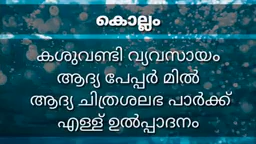 കൊല്ലം
കശുവണ്ടി വ്യവസായം
ആദ്യ പേപ്പർ മിൽ
ആദ്യ ചിത്രശലഭ പാർക്ക്
എള്ള് ഉൽപ്പാദനം